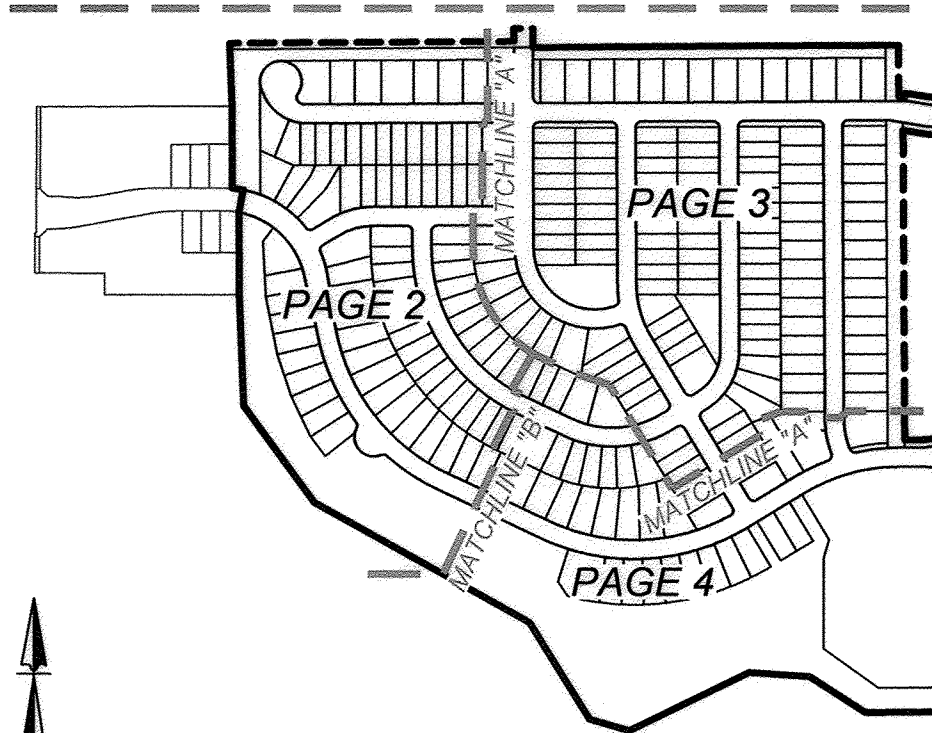 MATCHLINE "A"
PAGE 3
PAGE 2
MATCHLINE "B"
MATCHLINE "A"
PAGE 4